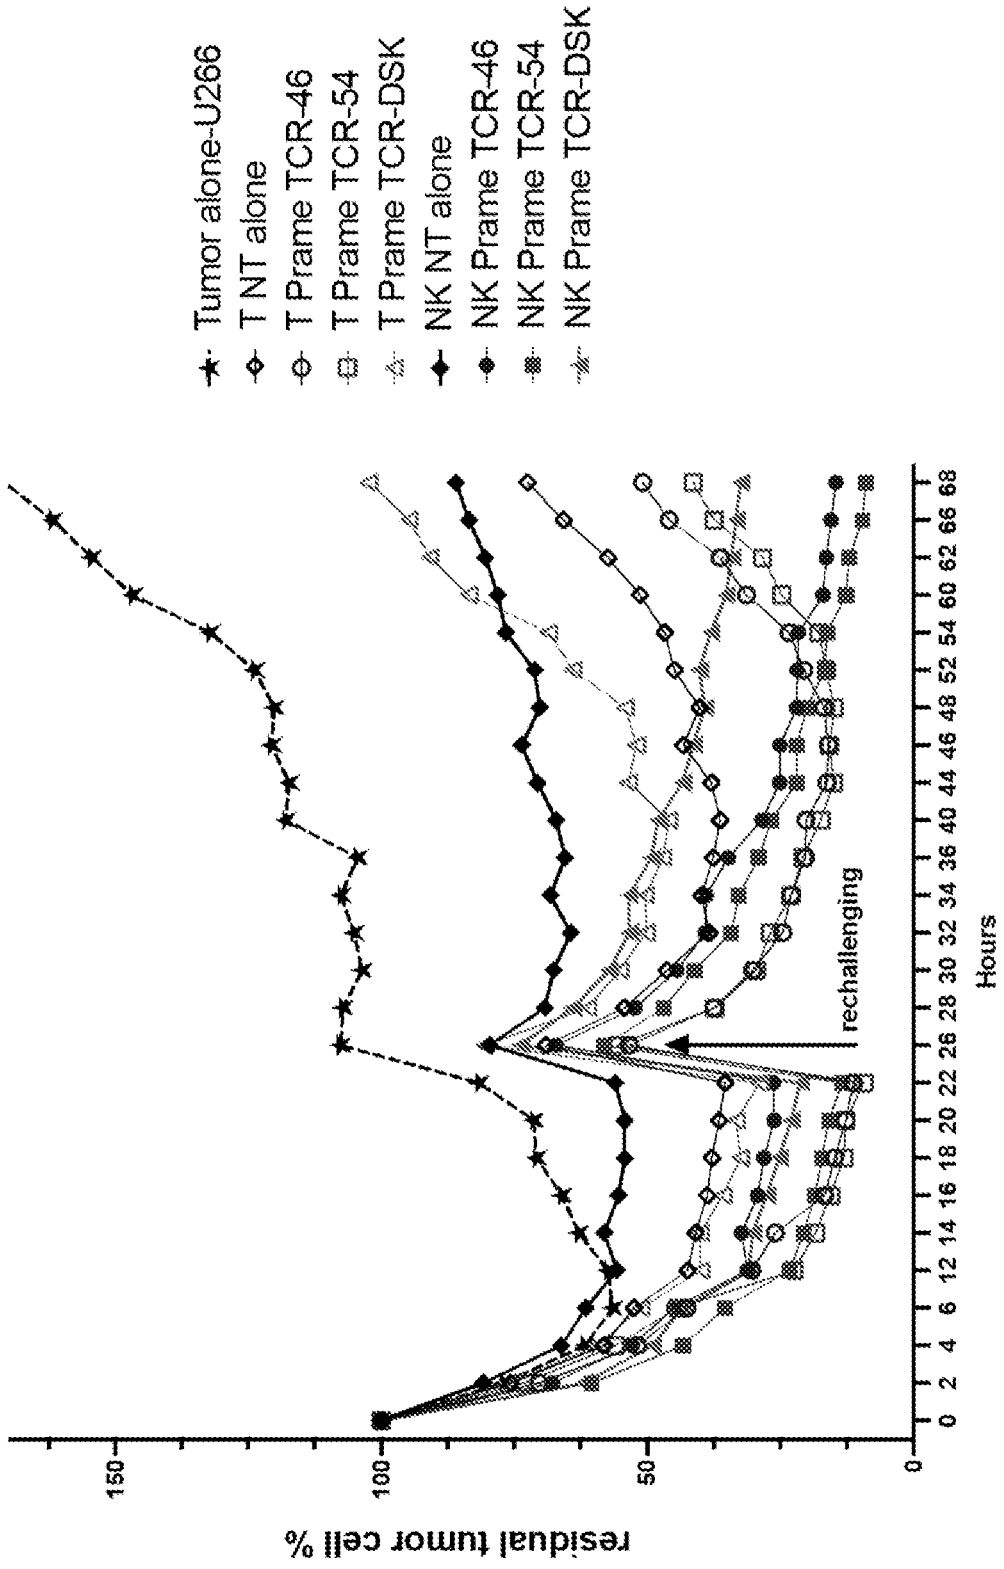 residual tumor cell %
150
100
50
0
0 2 4 6 12 14 16 18 20 22 26 28 30 32 34 36 40 44 46 48 52 54 60 62 66 68
Hours
rechallenging
Tumor alone-U266
T NT alone
T Prame TCR-46
T Prame TCR-54
T Prame TCR-DSK
NK NT alone
NK Prame TCR-46
NK Prame TCR-54
NK Prame TCR-DSK